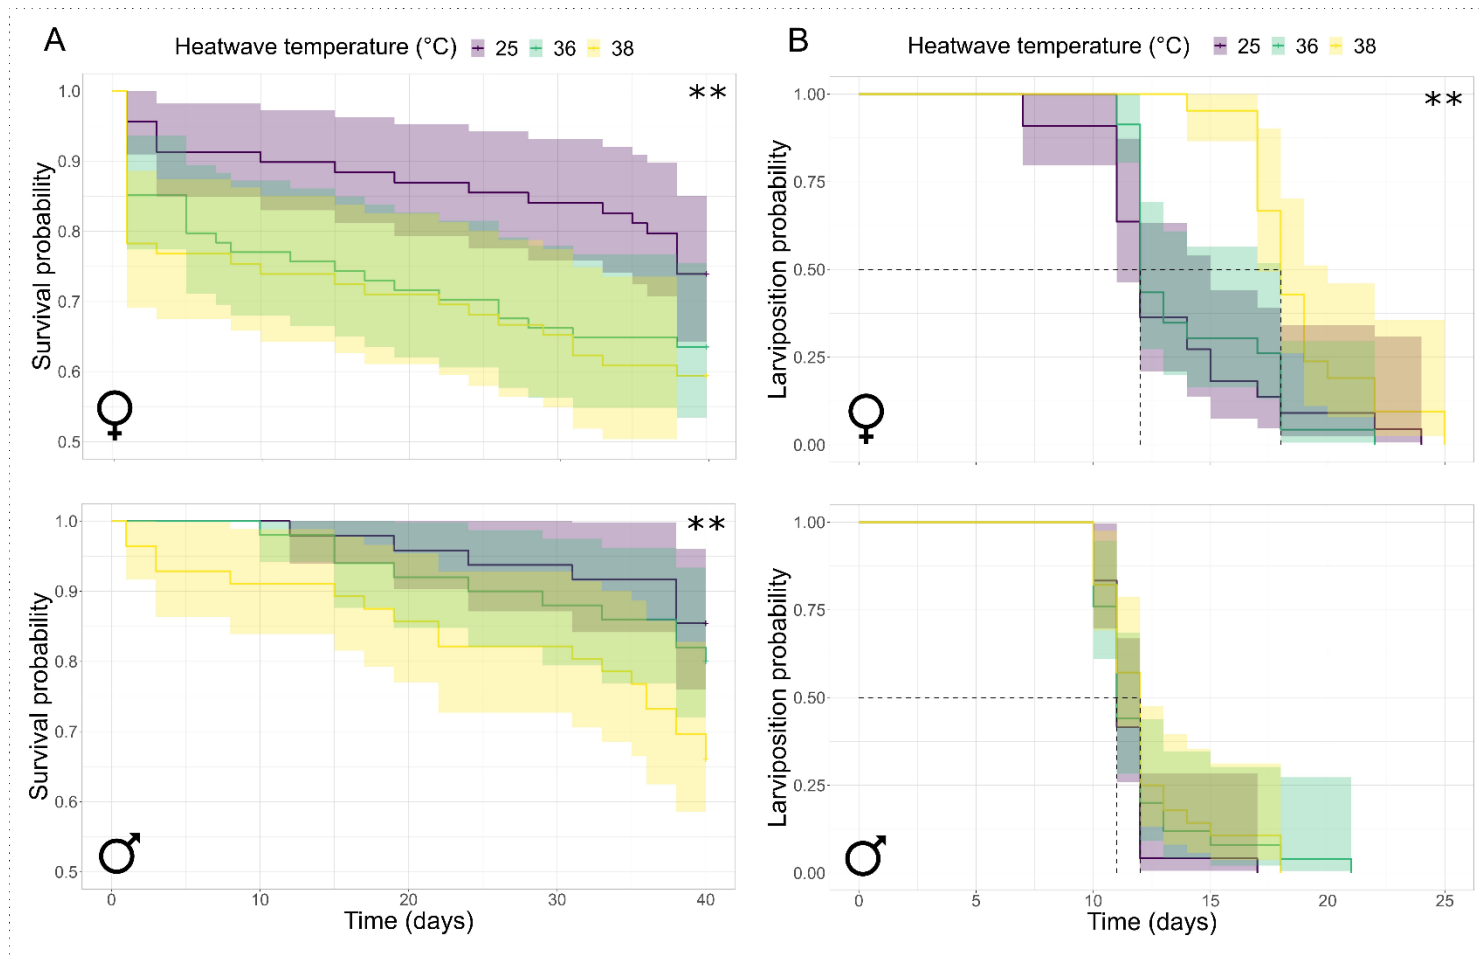 A
Heatwave temperature (°C) 25 36 38
**
1.0
0.9
0.8
0.7
0.6
0.5
Survival probability
B
Heatwave temperature (°C) 25 36 38
**
1.00
0.75
0.50
0.25
0.00
Larviposition probability
**
1.0
0.9
0.8
0.7
0.6
0.5
Survival probability
0 10 20 30 40
Time (days)
1.00
0.75
0.50
0.25
0.00
Larviposition probability
0 5 10 15 20 25
Time (days)